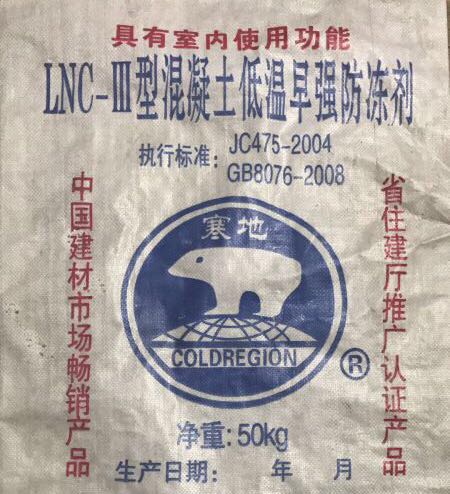 具有室内使用功能
LNC-Ⅲ型混凝土低温早强防冻剂
执行标准：JC475-2004
GB8076-2008
中国建材市场畅销产品
寒地
COLDREGION
®
省住建厅推广认证产品
净重:50kg
生产日期: 年 月